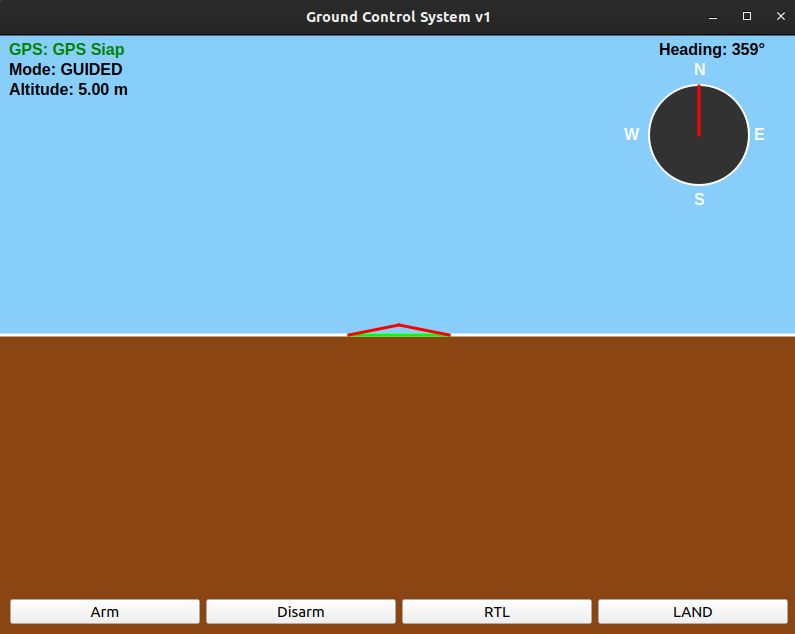 Ground Control System v1
GPS: GPS Siap
Mode: GUIDED
Altitude: 5.00 m
Heading: 359°
N
W
E
S
Arm
Disarm
RTL
LAND